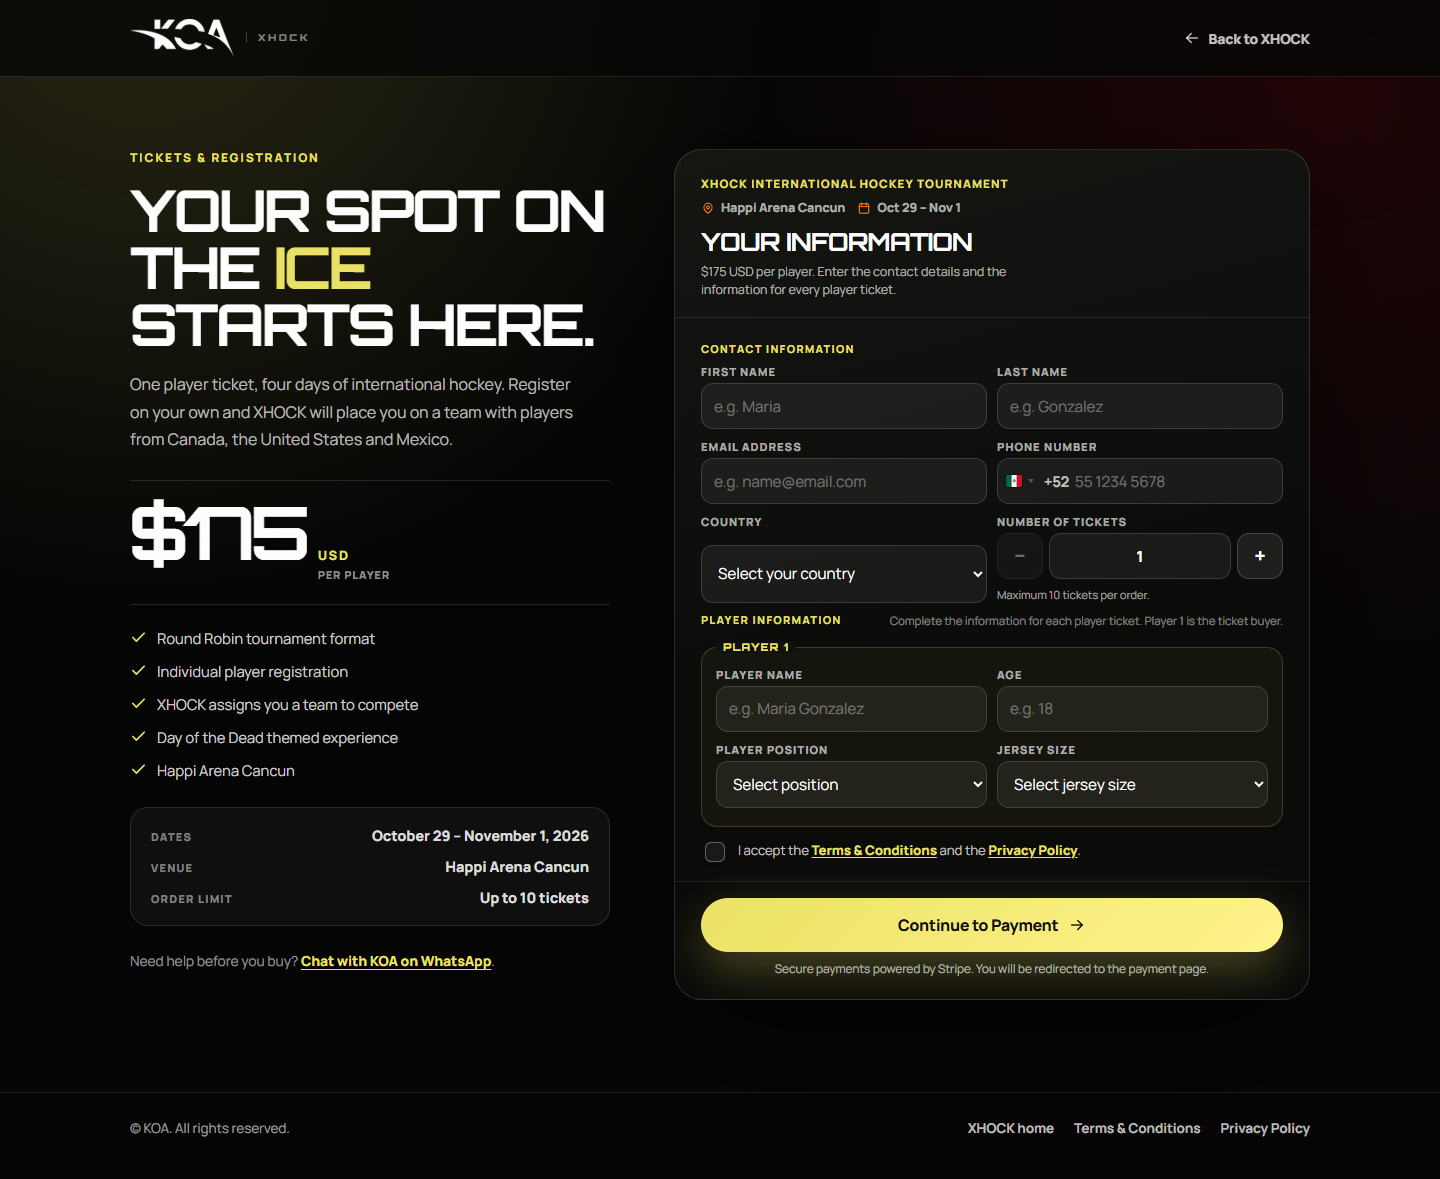 KOA
XHOCK
Back to XHOCK
TICKETS & REGISTRATION
YOUR SPOT ON
THE ICE
STARTS HERE.
One player ticket, four days of international hockey. Register
on your own and XHOCK will place you on a team with players
from Canada, the United States and Mexico.
$175
USD
PER PLAYER
Round Robin tournament format
Individual player registration
XHOCK assigns you a team to compete
Day of the Dead themed experience
Happi Arena Cancun
DATES
October 29 – November 1, 2026
VENUE
Happi Arena Cancun
ORDER LIMIT
Up to 10 tickets
Need help before you buy? Chat with KOA on WhatsApp.
XHOCK INTERNATIONAL HOCKEY TOURNAMENT
Happi Arena Cancun Oct 29 – Nov 1
YOUR INFORMATION
$175 USD per player. Enter the contact details and the
information for every player ticket.
CONTACT INFORMATION
FIRST NAME
e.g. Maria
LAST NAME
e.g. Gonzalez
EMAIL ADDRESS
e.g. name@email.com
PHONE NUMBER
+52 55 1234 5678
COUNTRY
Select your country
NUMBER OF TICKETS
− 1 +
Maximum 10 tickets per order.
PLAYER INFORMATION
Complete the information for each player ticket. Player 1 is the ticket buyer.
PLAYER 1
PLAYER NAME
e.g. Maria Gonzalez
AGE
e.g. 18
PLAYER POSITION
Select position
JERSEY SIZE
Select jersey size
I accept the Terms & Conditions and the Privacy Policy.
Continue to Payment
Secure payments powered by Stripe. You will be redirected to the payment page.
© KOA. All rights reserved.
XHOCK home
Terms & Conditions
Privacy Policy